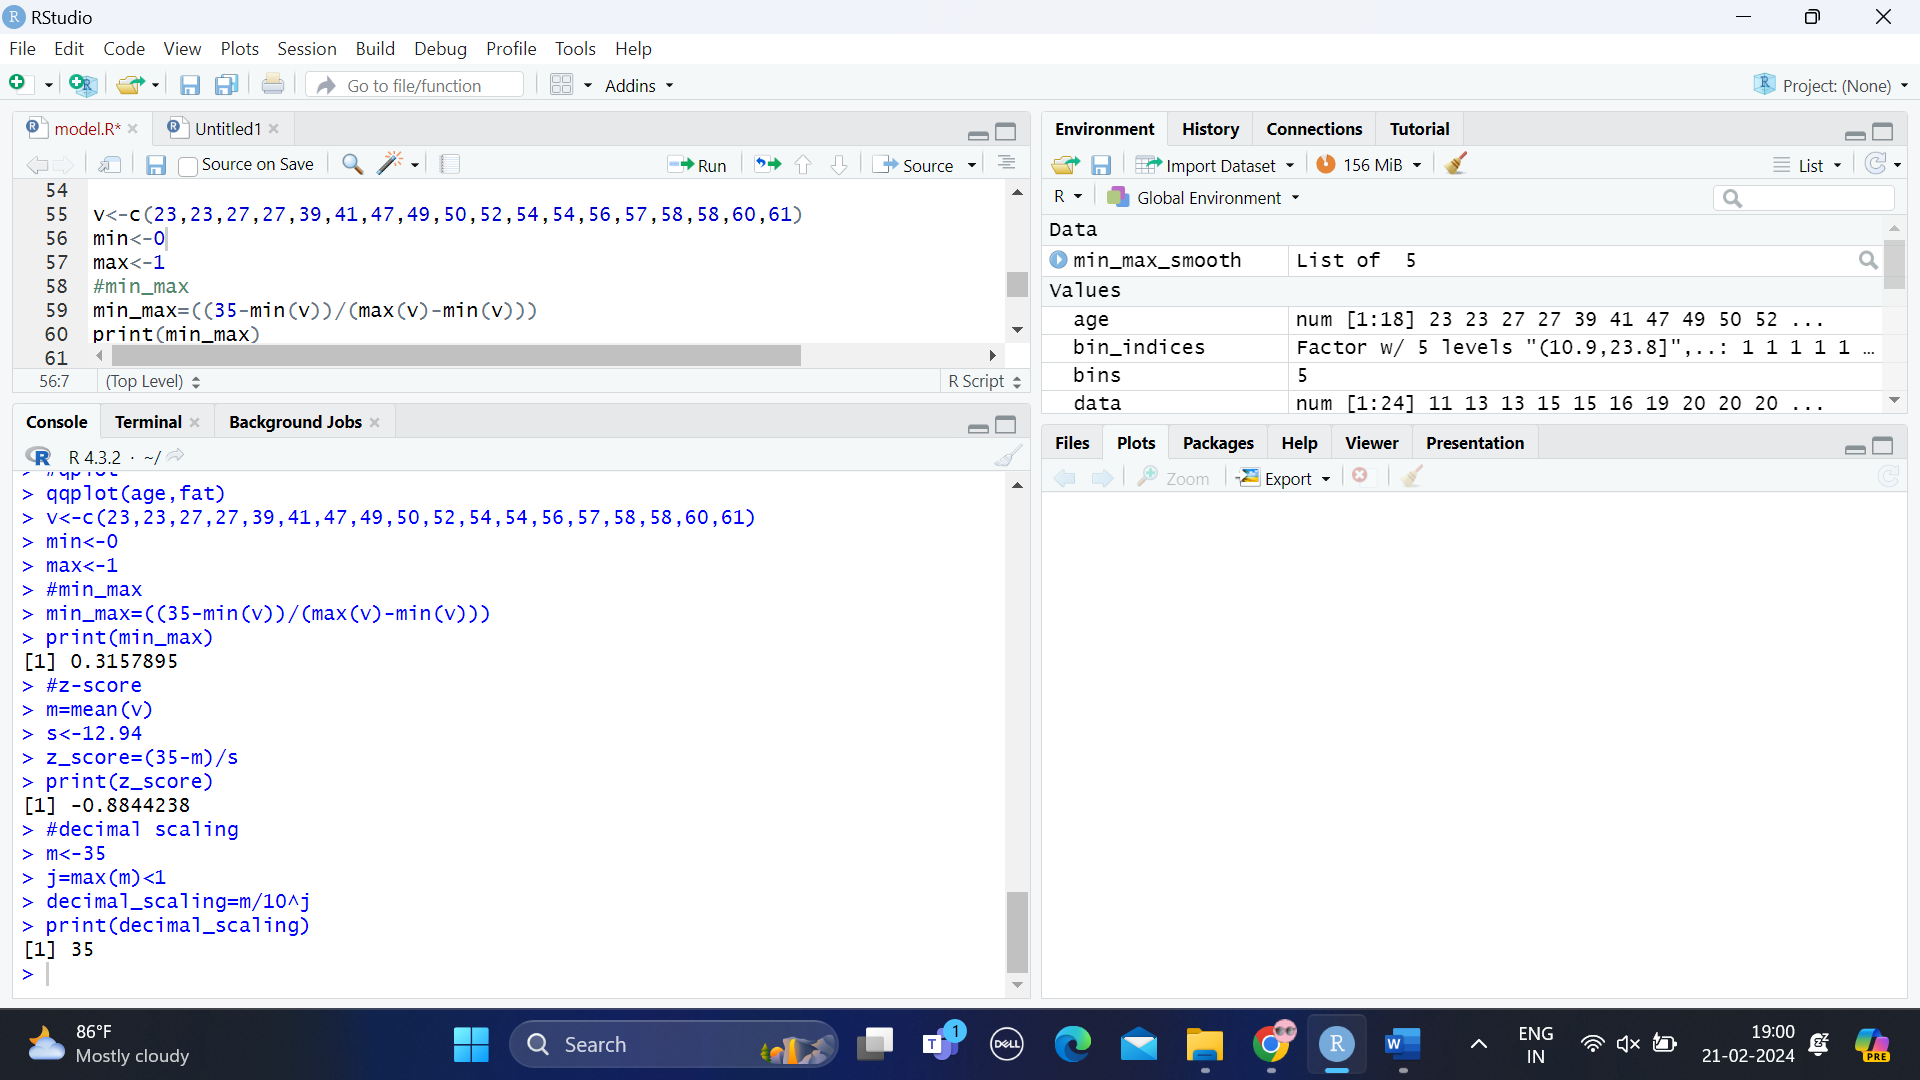 RStudio
File Edit Code View Plots Session Build Debug Profile Tools Help
Go to file/function Addins Project: (None)
model.R* Untitled1
Source on Save Run Source
54
55 v<-c(23,23,27,27,39,41,47,49,50,52,54,54,56,57,58,58,60,61)
56 min<-0
57 max<-1
58 #min_max
59 min_max=((35-min(v))/(max(v)-min(v)))
60 print(min_max)
61
56:7 (Top Level) R Script
Console Terminal Background Jobs
R 4.3.2 · ~/
> #qplot
> qqplot(age,fat)
> v<-c(23,23,27,27,39,41,47,49,50,52,54,54,56,57,58,58,60,61)
> min<-0
> max<-1
> #min_max
> min_max=((35-min(v))/(max(v)-min(v)))
> print(min_max)
[1] 0.3157895
> #z-score
> m=mean(v)
> s<-12.94
> z_score=(35-m)/s
> print(z_score)
[1] -0.8844238
> #decimal scaling
> m<-35
> j=max(m)<1
> decimal_scaling=m/10^j
> print(decimal_scaling)
[1] 35
>
Environment History Connections Tutorial
Import Dataset 156 MiB List
R Global Environment
Data
min_max_smooth List of 5
Values
age num [1:18] 23 23 27 27 39 41 47 49 50 52 ...
bin_indices Factor w/ 5 levels "(10.9,23.8]",..: 1 1 1 1 1 …
bins 5
data num [1:24] 11 13 13 15 15 16 19 20 20 20 ...
Files Plots Packages Help Viewer Presentation
Zoom Export
86°F
Mostly cloudy
Search
T 1
DELL
R
W
ENG
IN
19:00
21-02-2024
PRE